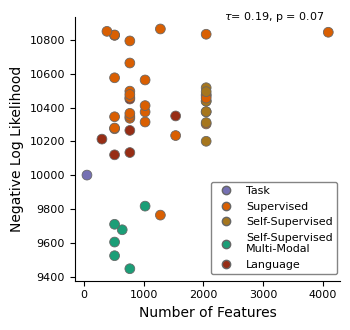 τ= 0.19, p = 0.07
Negative Log Likelihood
10800
10600
10400
10200
10000
9800
9600
9400
Task
Supervised
Self-Supervised
Self-Supervised
Multi-Modal
Language
0
1000
2000
3000
4000
Number of Features